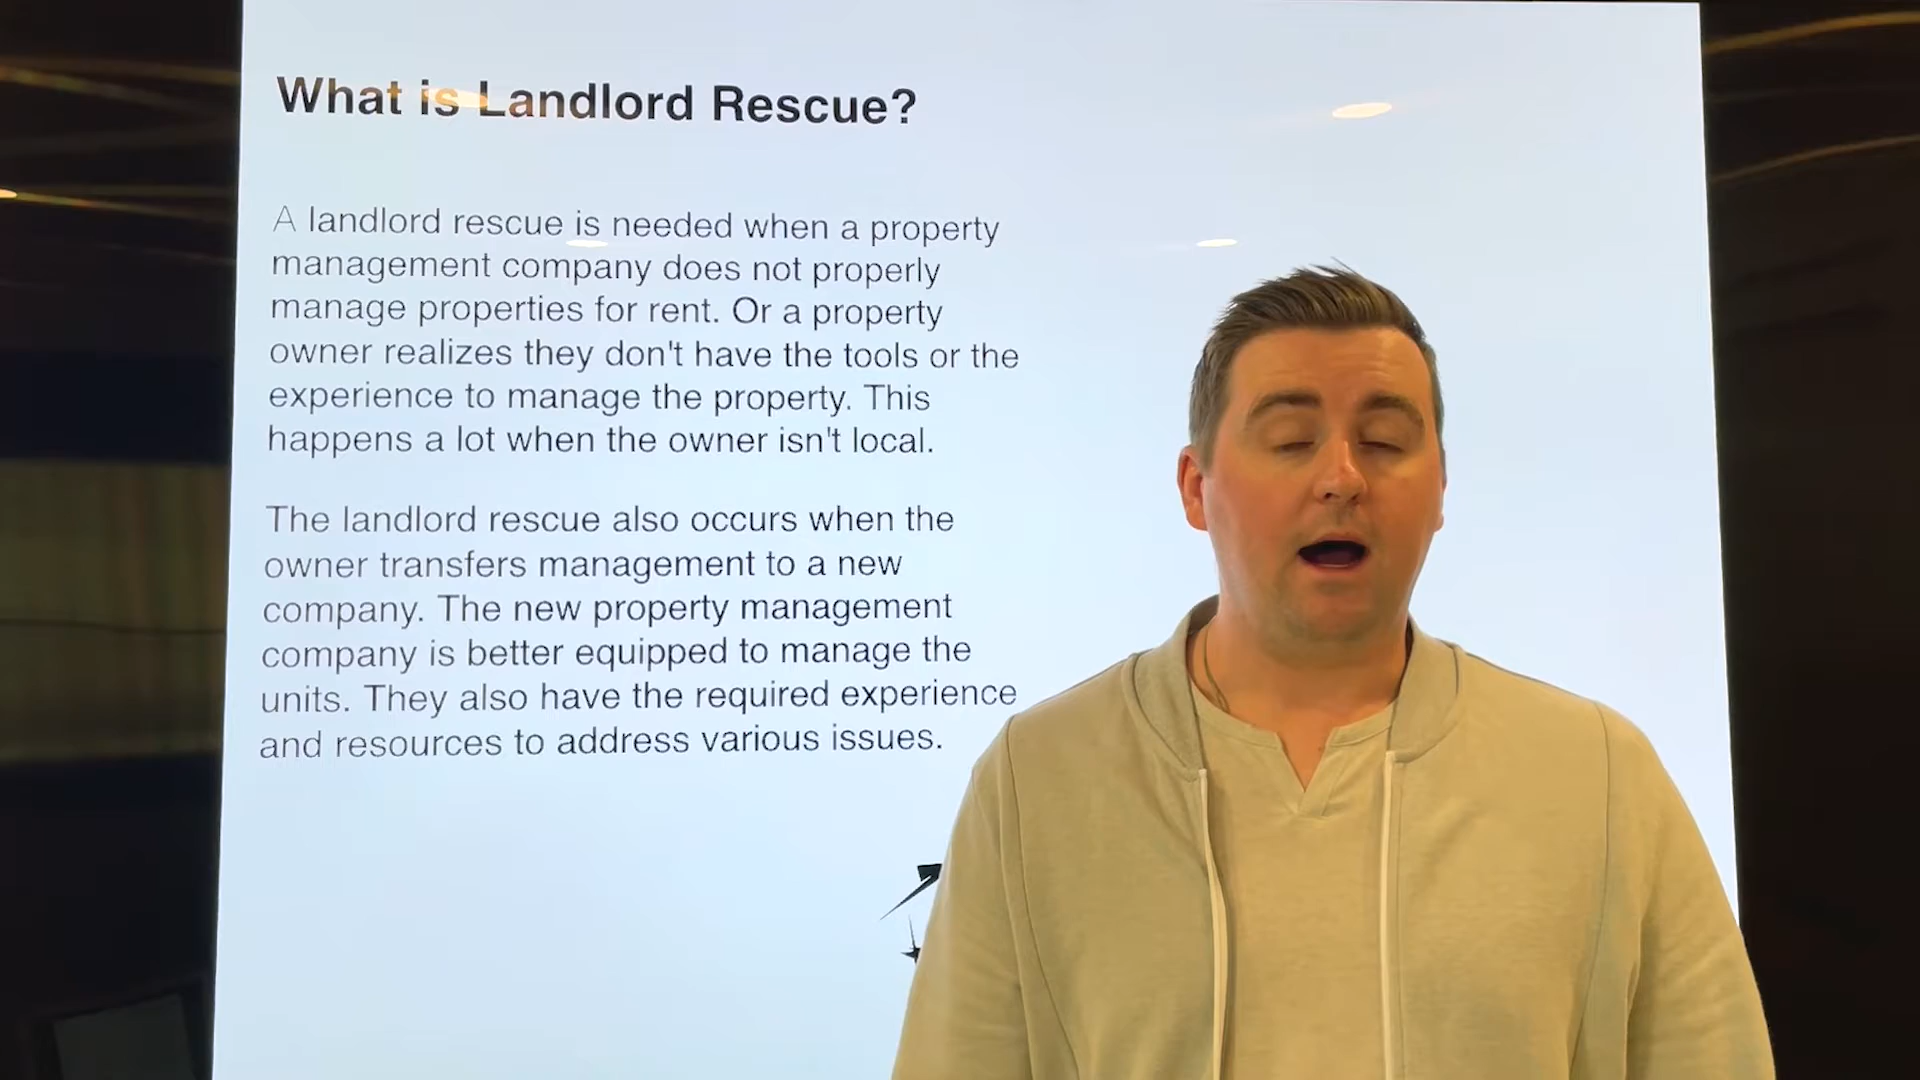 What is Landlord Rescue?
A landlord rescue is needed when a property
management company does not properly
manage properties for rent. Or a property
owner realizes they don't have the tools or the
experience to manage the property. This
happens a lot when the owner isn't local.
The landlord rescue also occurs when the
owner transfers management to a new
company. The new property management
company is better equipped to manage the
units. They also have the required experience
and resources to address various issues.